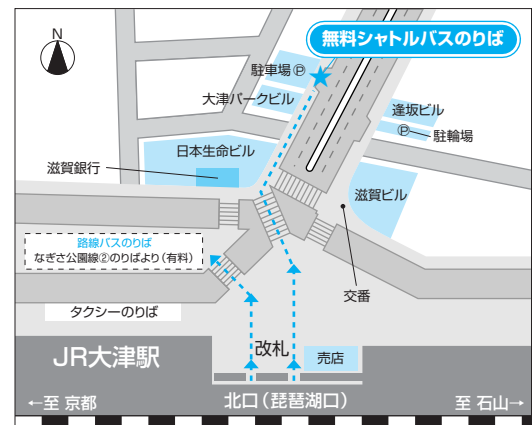 N
無料シャトルバスのりば
駐車場Ⓟ
大津パークビル
逢坂ビル
Ⓟ
駐輪場
日本生命ビル
滋賀銀行
滋賀ビル
路線バスのりば
なぎさ公園線②のりばより(有料)
交番
タクシーのりば
改札
JR大津駅
売店
←至 京都
北口(琵琶湖口)
至 石山→